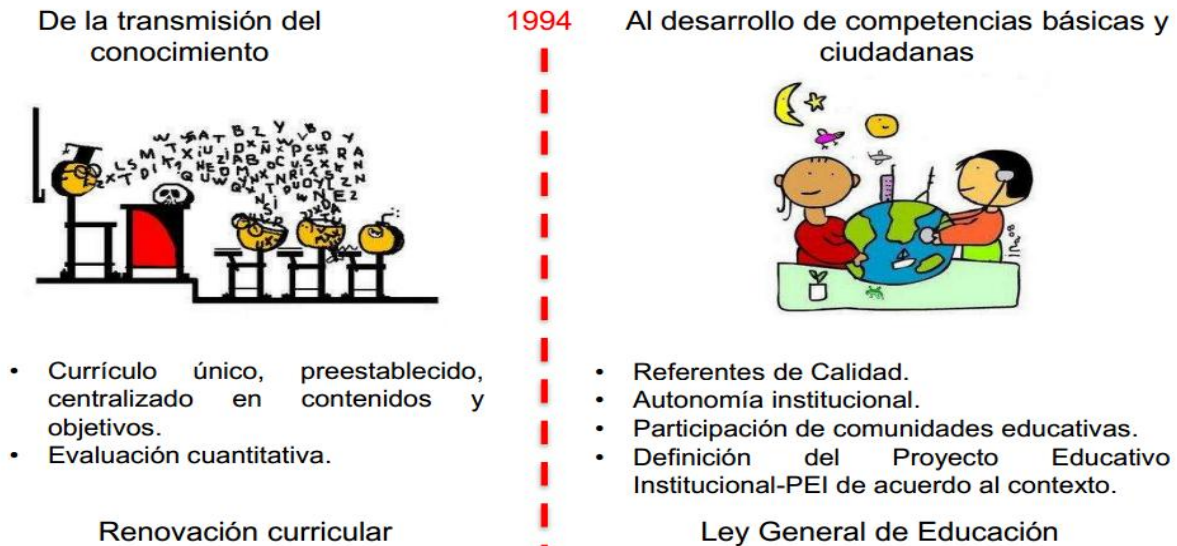 De la transmisión del
conocimiento
1994
Al desarrollo de competencias básicas y
ciudadanas
• Currículo único, preestablecido,
centralizado en contenidos y
objetivos.
• Evaluación cuantitativa.
Renovación curricular
• Referentes de Calidad.
• Autonomía institucional.
• Participación de comunidades educativas.
• Definición del Proyecto Educativo
Institucional-PEI de acuerdo al contexto.
Ley General de Educación